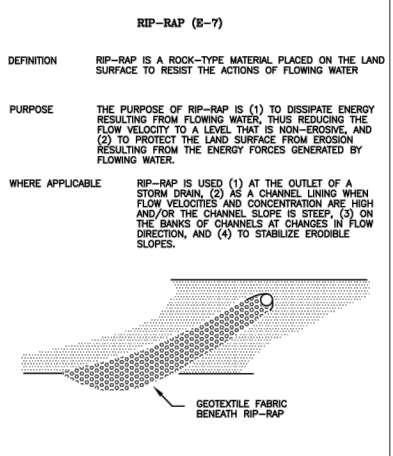 RIP-RAP (E-7)
DEFINITION RIP-RAP IS A ROCK-TYPE MATERIAL PLACED ON THE LAND
SURFACE TO RESIST THE ACTIONS OF FLOWING WATER
PURPOSE THE PURPOSE OF RIP-RAP IS (1) TO DISSIPATE ENERGY
RESULTING FROM FLOWING WATER, THUS REDUCING THE
FLOW VELOCITY TO A LEVEL THAT IS NON-EROSIVE, AND
(2) TO PROTECT THE LAND SURFACE FROM EROSION
RESULTING FROM THE ENERGY FORCES GENERATED BY
FLOWING WATER.
WHERE APPLICABLE RIP-RAP IS USED (1) AT THE OUTLET OF A
STORM DRAIN, (2) AS A CHANNEL LINING WHEN
FLOW VELOCITIES AND CONCENTRATION ARE HIGH
AND/OR THE CHANNEL SLOPE IS STEEP, (3) ON
THE BANKS OF CHANNELS AT CHANGES IN FLOW
DIRECTION, AND (4) TO STABILIZE ERODIBLE
SLOPES.
GEOTEXTILE FABRIC
BENEATH RIP-RAP